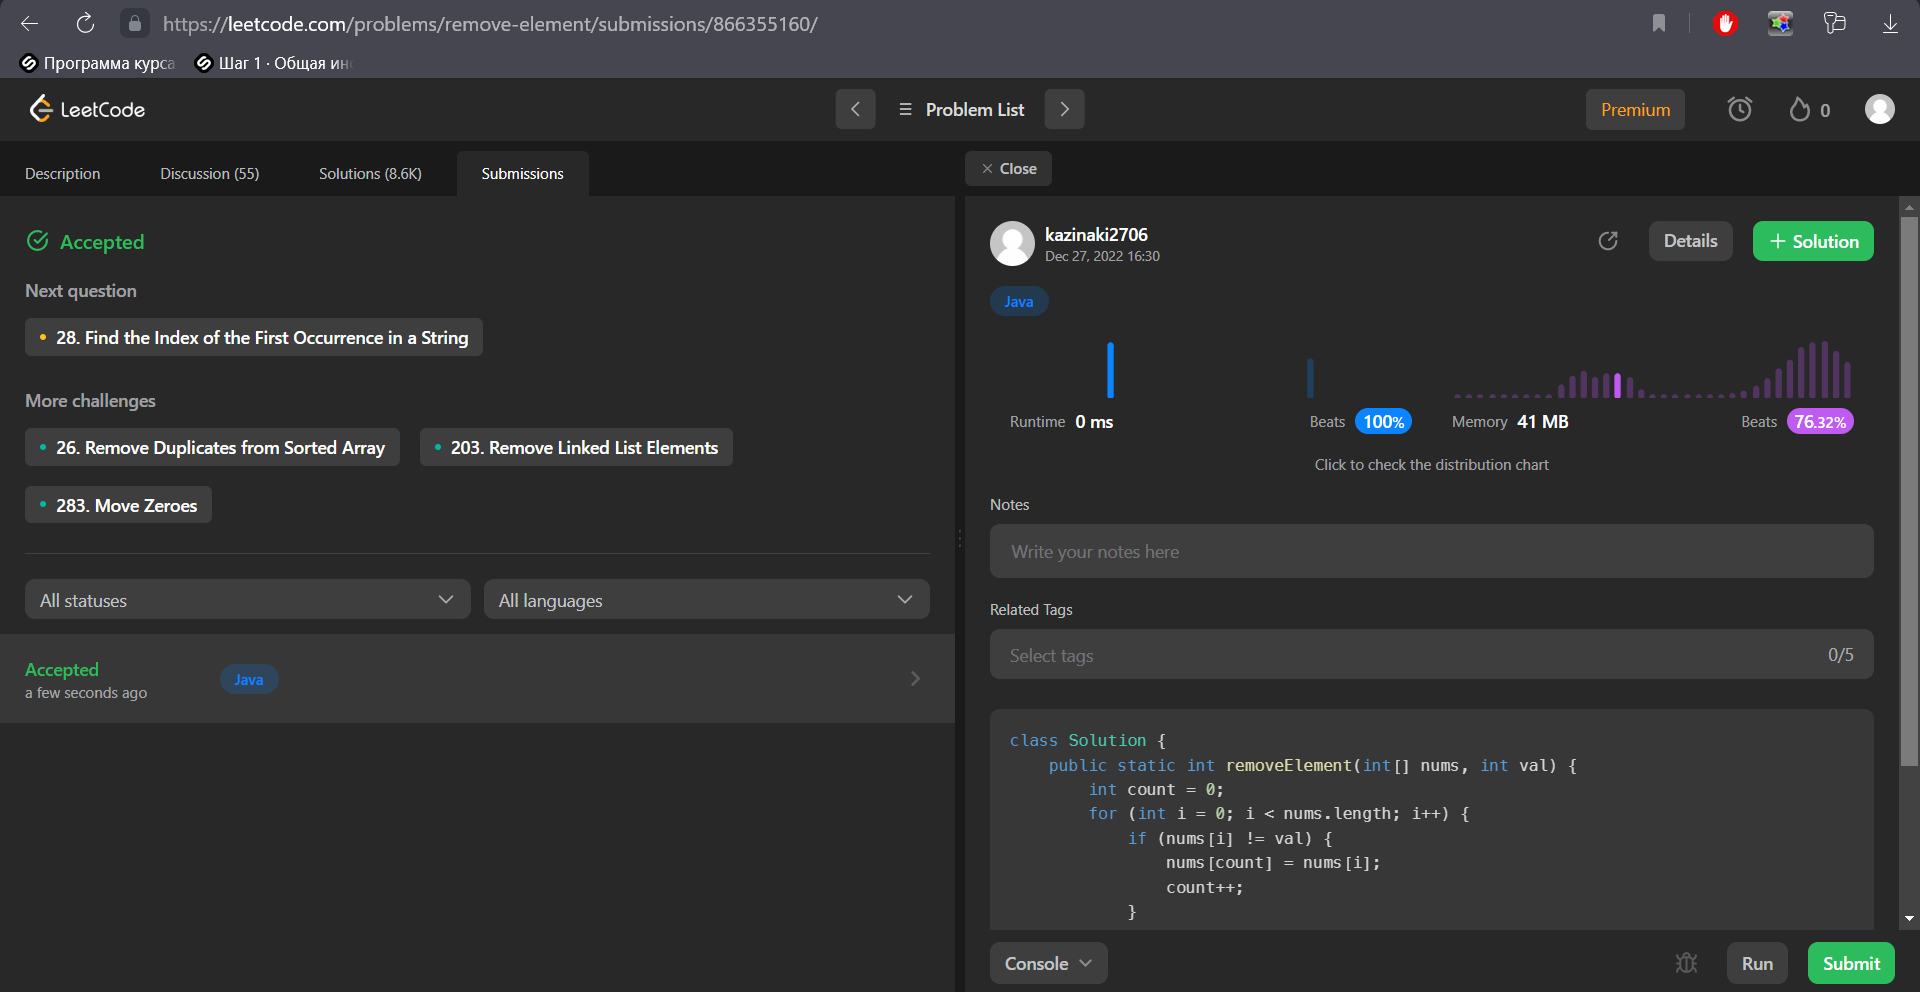 https://leetcode.com/problems/remove-element/submissions/866355160/
Программа курса Шаг 1 · Общая
LeetCode
Problem List
Premium
0
Description Discussion (55) Solutions (8.6K) Submissions
Close
Accepted
Next question
28. Find the Index of the First Occurrence in a String
More challenges
26. Remove Duplicates from Sorted Array
203. Remove Linked List Elements
283. Move Zeroes
All statuses
All languages
Accepted
a few seconds ago
Java
kazinaki2706
Dec 27, 2022 16:30
Details
+ Solution
Java
Runtime 0 ms
Beats 100%
Memory 41 MB
Beats 76.32%
Click to check the distribution chart
Notes
Write your notes here
Related Tags
Select tags
0/5
class Solution {
    public static int removeElement(int[] nums, int val) {
        int count = 0;
        for (int i = 0; i < nums.length; i++) {
            if (nums[i] != val) {
                nums[count] = nums[i];
                count++;
            }
Console
Run
Submit